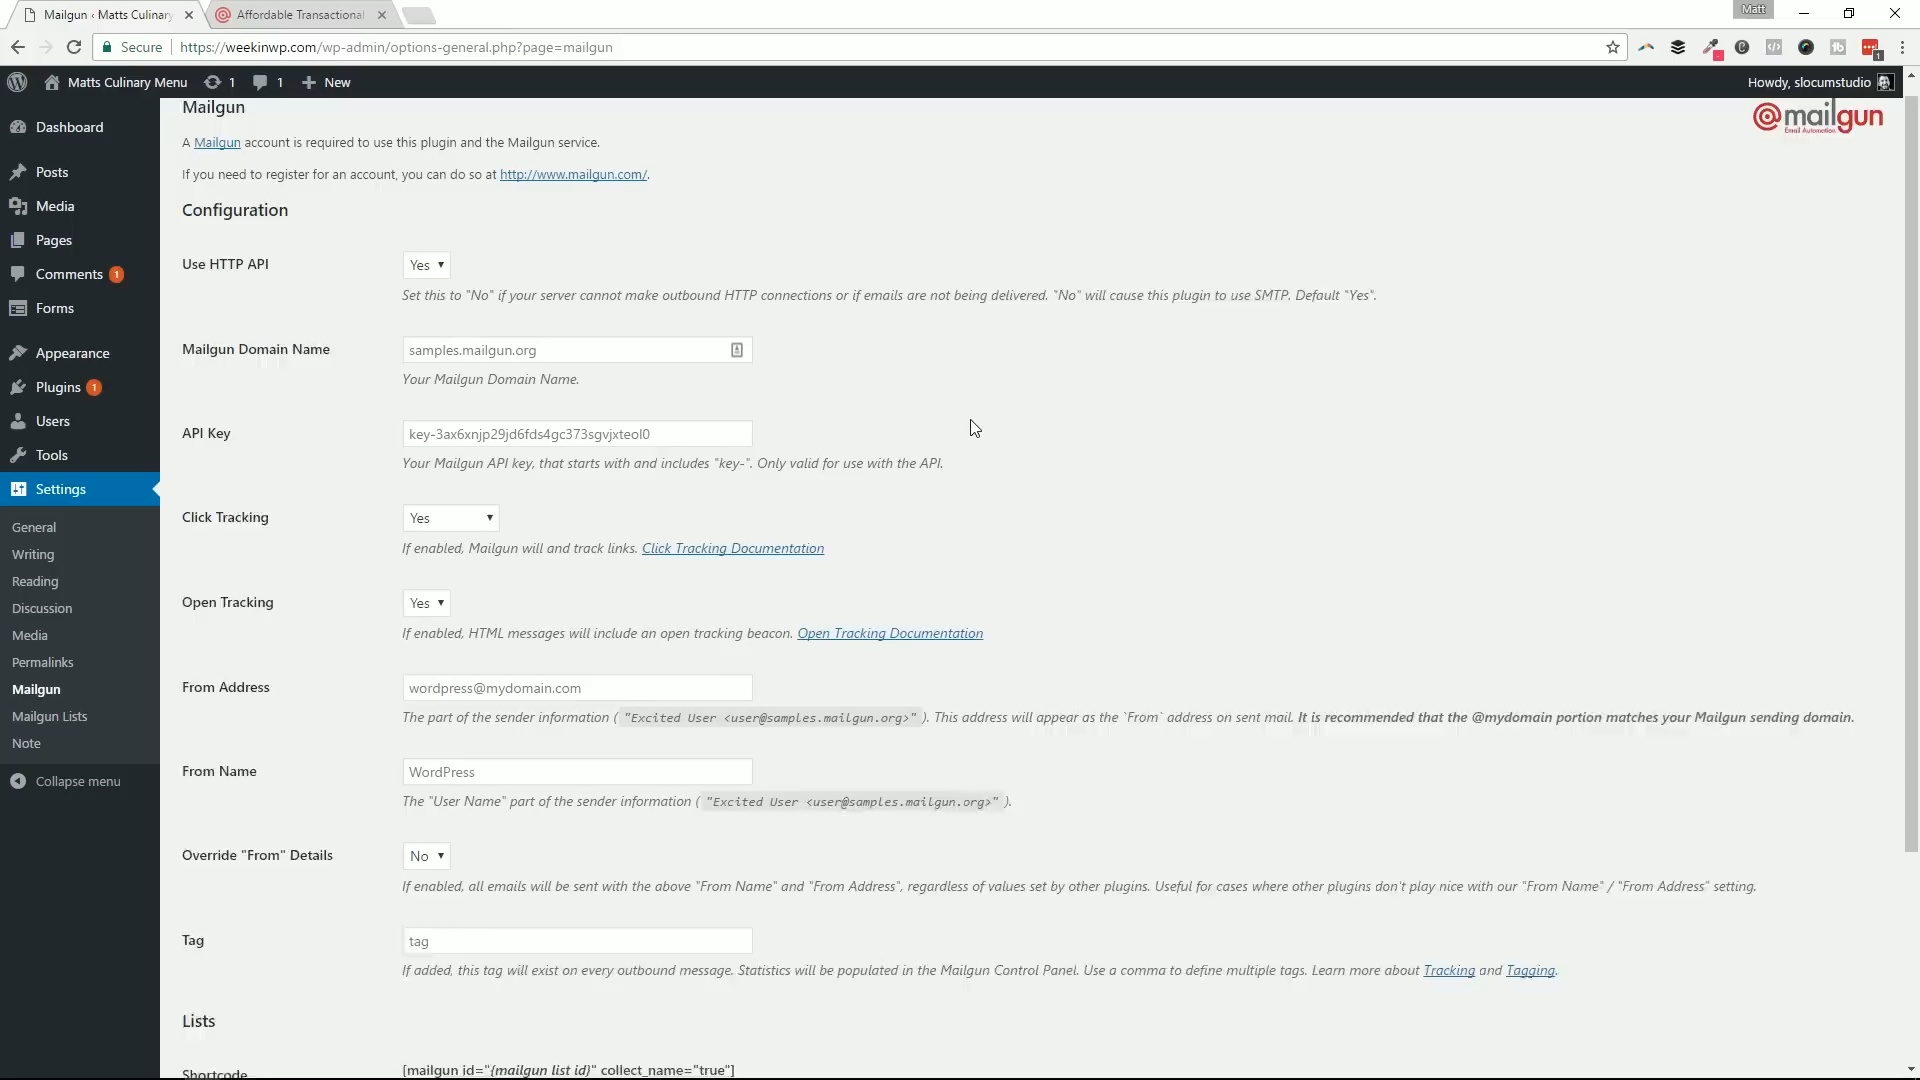 Mailgun ‹ Matts Culinary
Affordable Transactional
Matt
Secure
https://weekinwp.com/wp-admin/options-general.php?page=mailgun
1
Matts Culinary Menu
1
1
New
Howdy, slocumstudio
Dashboard
Posts
Media
Pages
Comments 1
Forms
Appearance
Plugins 1
Users
Tools
Settings
General
Writing
Reading
Discussion
Media
Permalinks
Mailgun
Mailgun Lists
Note
Collapse menu
Mailgun
@mailgun
Email Automation.
A Mailgun account is required to use this plugin and the Mailgun service.
If you need to register for an account, you can do so at http://www.mailgun.com/.
Configuration
Use HTTP API
Yes
Set this to "No" if your server cannot make outbound HTTP connections or if emails are not being delivered. "No" will cause this plugin to use SMTP. Default "Yes".
Mailgun Domain Name
samples.mailgun.org
Your Mailgun Domain Name.
API Key
key-3ax6xnjp29jd6fds4gc373sgvjxteol0
Your Mailgun API key, that starts with and includes "key-". Only valid for use with the API.
Click Tracking
Yes
If enabled, Mailgun will and track links. Click Tracking Documentation
Open Tracking
Yes
If enabled, HTML messages will include an open tracking beacon. Open Tracking Documentation
From Address
wordpress@mydomain.com
The part of the sender information ( "Excited User <user@samples.mailgun.org>" ). This address will appear as the `From` address on sent mail. It is recommended that the @mydomain portion matches your Mailgun sending domain.
From Name
WordPress
The "User Name" part of the sender information ( "Excited User <user@samples.mailgun.org>" ).
Override "From" Details
No
If enabled, all emails will be sent with the above "From Name" and "From Address", regardless of values set by other plugins. Useful for cases where other plugins don't play nice with our "From Name" / "From Address" setting.
Tag
tag
If added, this tag will exist on every outbound message. Statistics will be populated in the Mailgun Control Panel. Use a comma to define multiple tags. Learn more about Tracking and Tagging.
Lists
Shortcode
[mailgun id="{mailgun list id}" collect_name="true"]